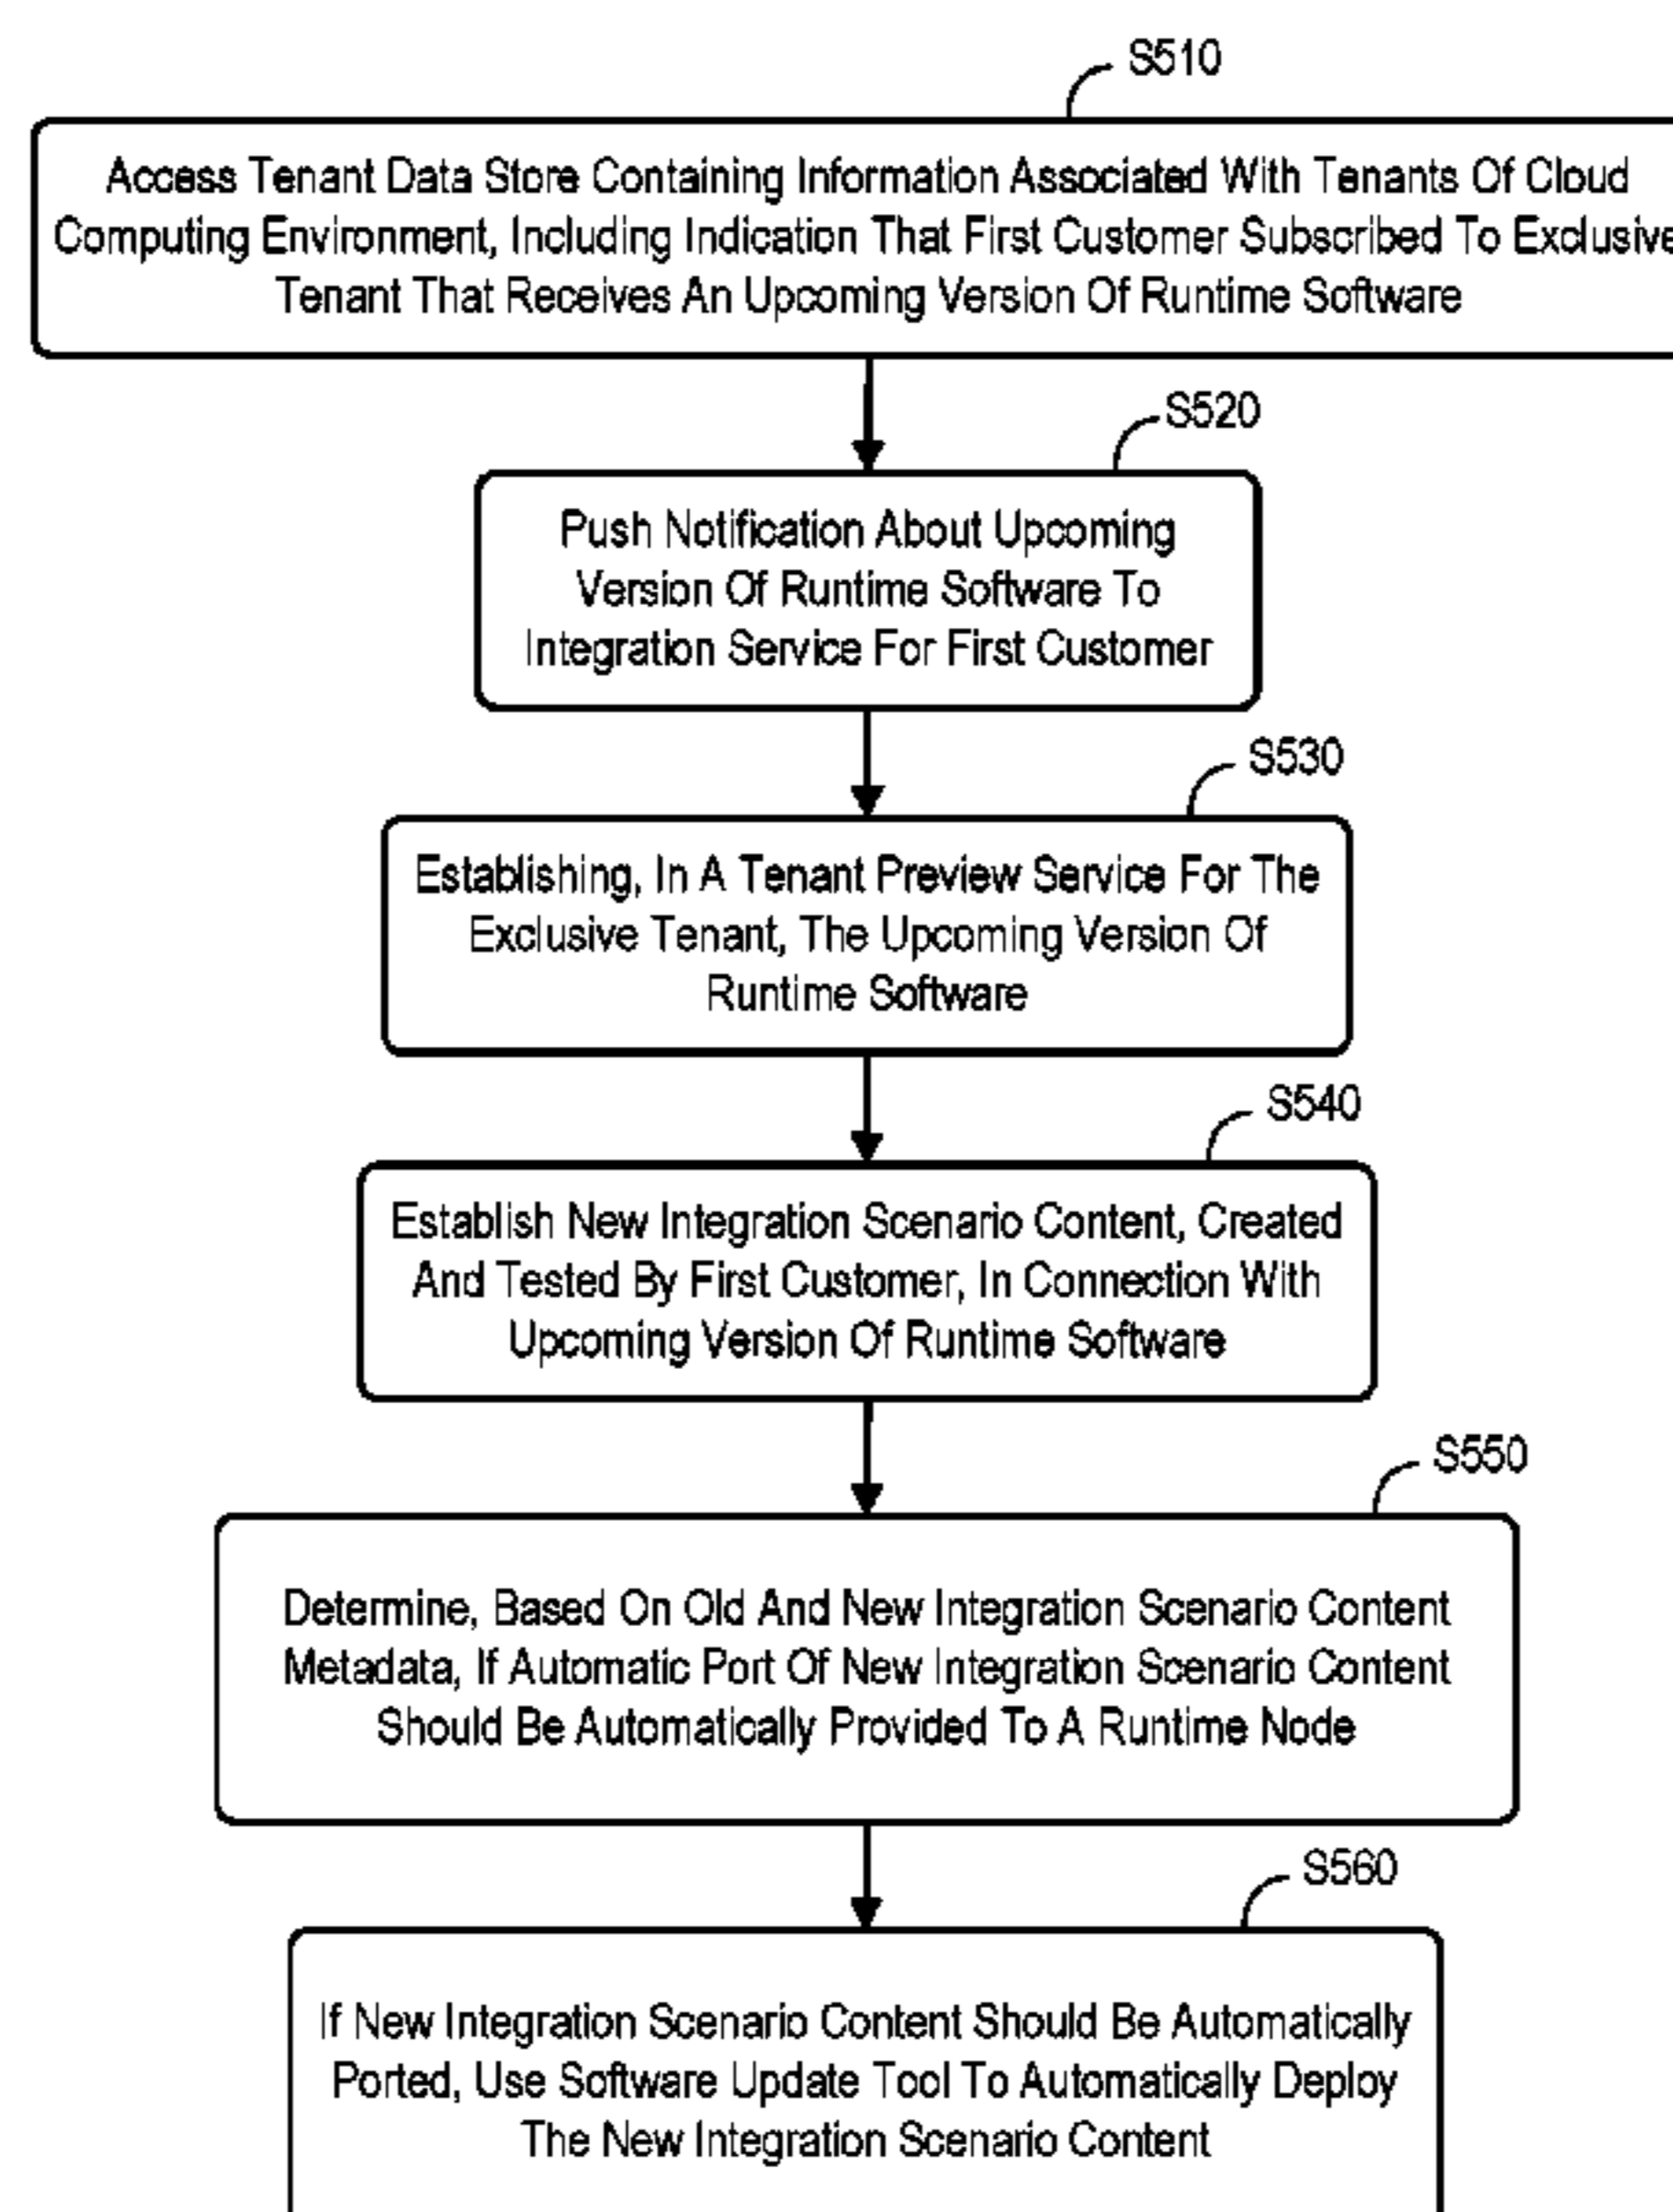 S510
Access Tenant Data Store Containing Information Associated With Tenants Of Cloud
Computing Environment, Including Indication That First Customer Subscribed To Exclusive
Tenant That Receives An Upcoming Version Of Runtime Software
S520
Push Notification About Upcoming
Version Of Runtime Software To
Integration Service For First Customer
S530
Establishing, In A Tenant Preview Service For The
Exclusive Tenant, The Upcoming Version Of
Runtime Software
S540
Establish New Integration Scenario Content, Created
And Tested By First Customer, In Connection With
Upcoming Version Of Runtime Software
S550
Determine, Based On Old And New Integration Scenario Content
Metadata, If Automatic Port Of New Integration Scenario Content
Should Be Automatically Provided To A Runtime Node
S560
If New Integration Scenario Content Should Be Automatically
Ported, Use Software Update Tool To Automatically Deploy
The New Integration Scenario Content